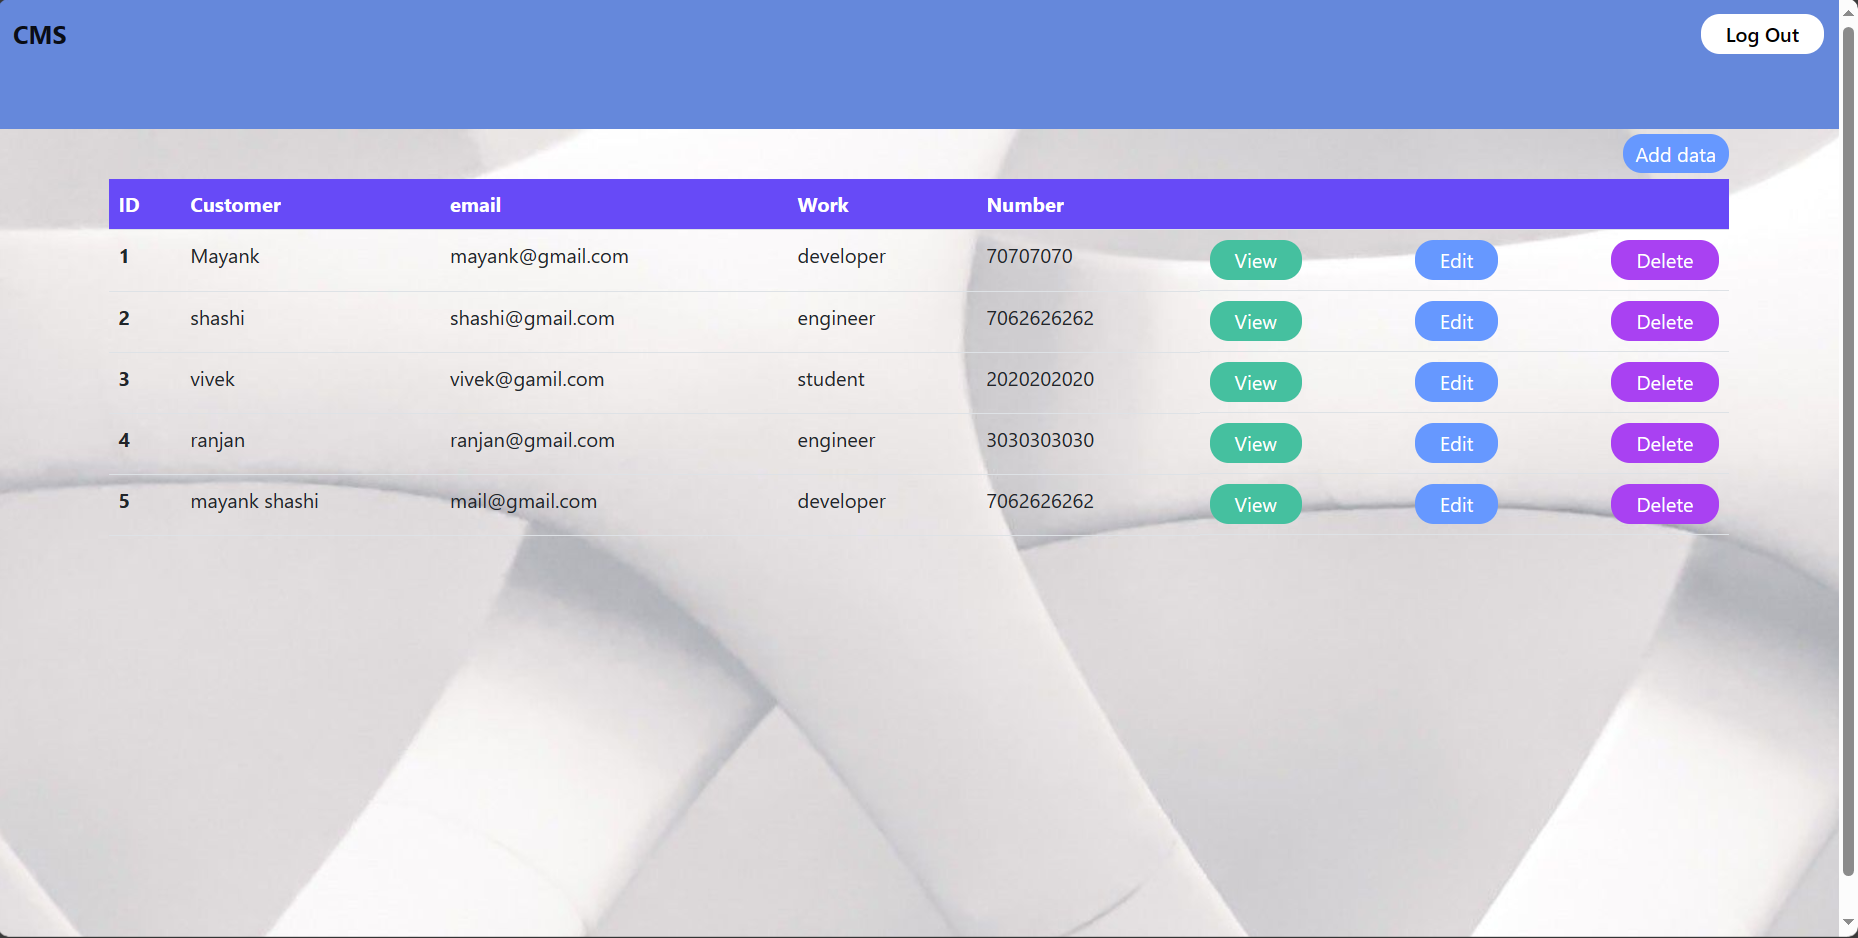 CMS Log Out
Add data
ID Customer email Work Number
1 Mayank mayank@gmail.com developer 70707070 View Edit Delete
2 shashi shashi@gmail.com engineer 7062626262 View Edit Delete
3 vivek vivek@gamil.com student 2020202020 View Edit Delete
4 ranjan ranjan@gmail.com engineer 3030303030 View Edit Delete
5 mayank shashi mail@gmail.com developer 7062626262 View Edit Delete